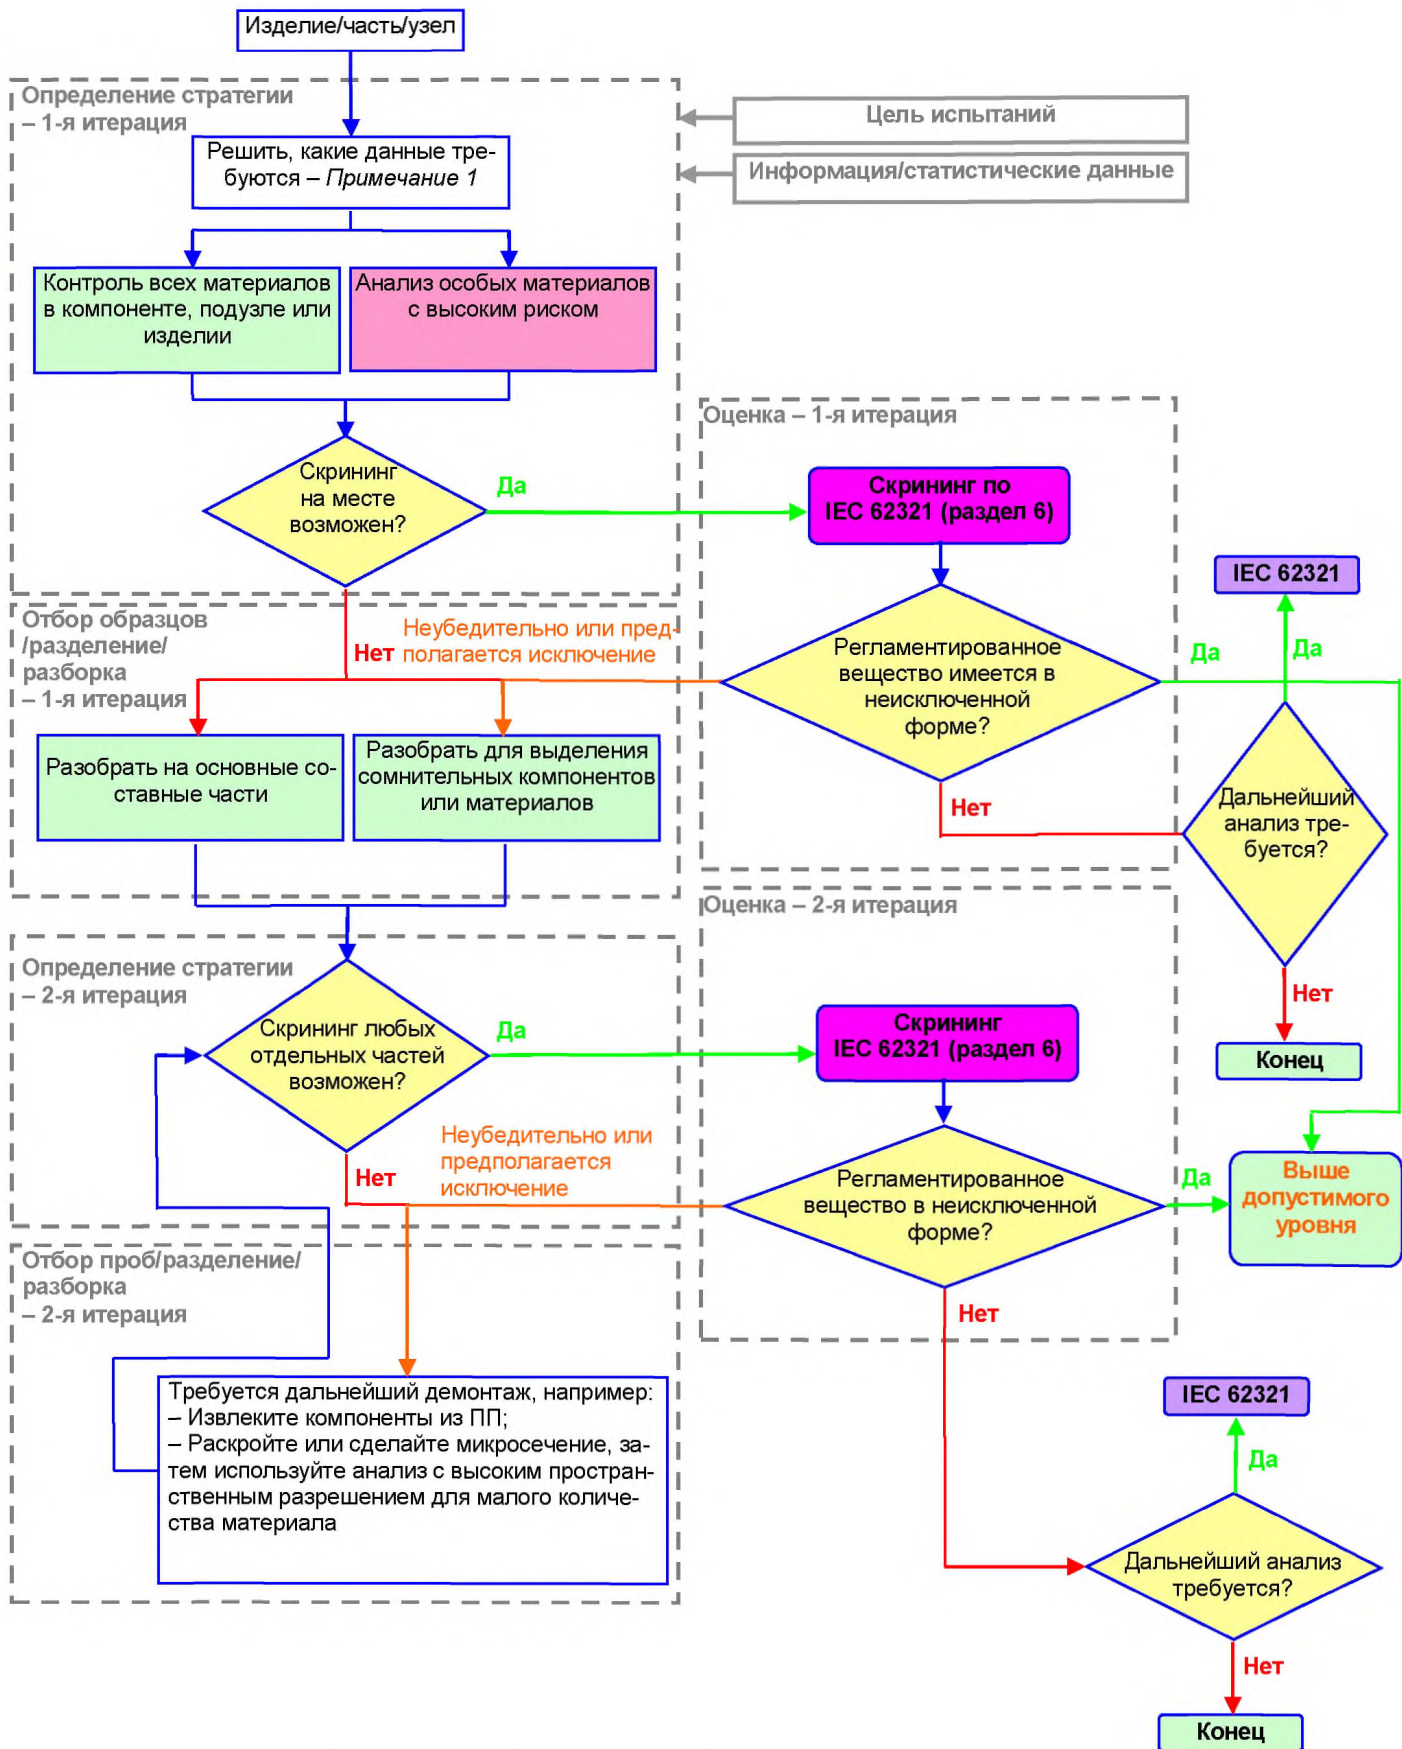 Изделие/часть/узел
Определение стратегии
– 1-я итерация
Цель испытаний
Решить, какие данные тре-
буются – Примечание 1
Информация/статистические данные
Контроль всех материалов
в компоненте, подузле или
изделии
Анализ особых материалов
с высоким риском
Скрининг
на месте
возможен?
Да
Оценка – 1-я итерация
Скрининг по
IEC 62321 (раздел 6)
IEC 62321
Отбор образцов
/разделение/
разборка
– 1-я итерация
Нет
Неубедительно или пред-
полагается исключение
Регламентированное
вещество имеется в
неисключенной
форме?
Да
Да
Разобрать на основные со-
ставные части
Разобрать для выделения
сомнительных компонентов
или материалов
Нет
Дальнейший
анализ тре-
буется?
Нет
Конец
Оценка – 2-я итерация
Определение стратегии
– 2-я итерация
Скрининг любых
отдельных частей
возможен?
Да
Скрининг
IEC 62321 (раздел 6)
Нет
Неубедительно или
предполагается
исключение
Регламентированное
вещество в неисключенной
форме?
Да
Выше
допустимого
уровня
Отбор проб/разделение/
разборка
– 2-я итерация
Нет
Требуется дальнейший демонтаж, например:
– Извлеките компоненты из ПП;
– Раскройте или сделайте микросечение, за-
тем используйте анализ с высоким простран-
ственным разрешением для малого количе-
ства материала
IEC 62321
Да
Дальнейший анализ
требуется?
Нет
Конец